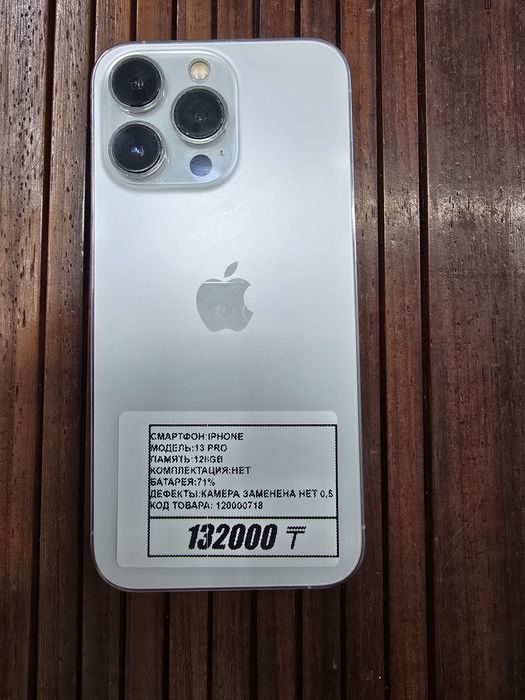 СМАРТФОН:IPHONE
МОДЕЛЬ:13 PRO
ПАМЯТЬ:128GB
КОМПЛЕКТАЦИЯ:НЕТ
БАТАРЕЯ:71%
ДЕФЕКТЫ:КАМЕРА ЗАМЕНЕНА НЕТ 0,5
КОД ТОВАРА: 120000718
132000 ₸